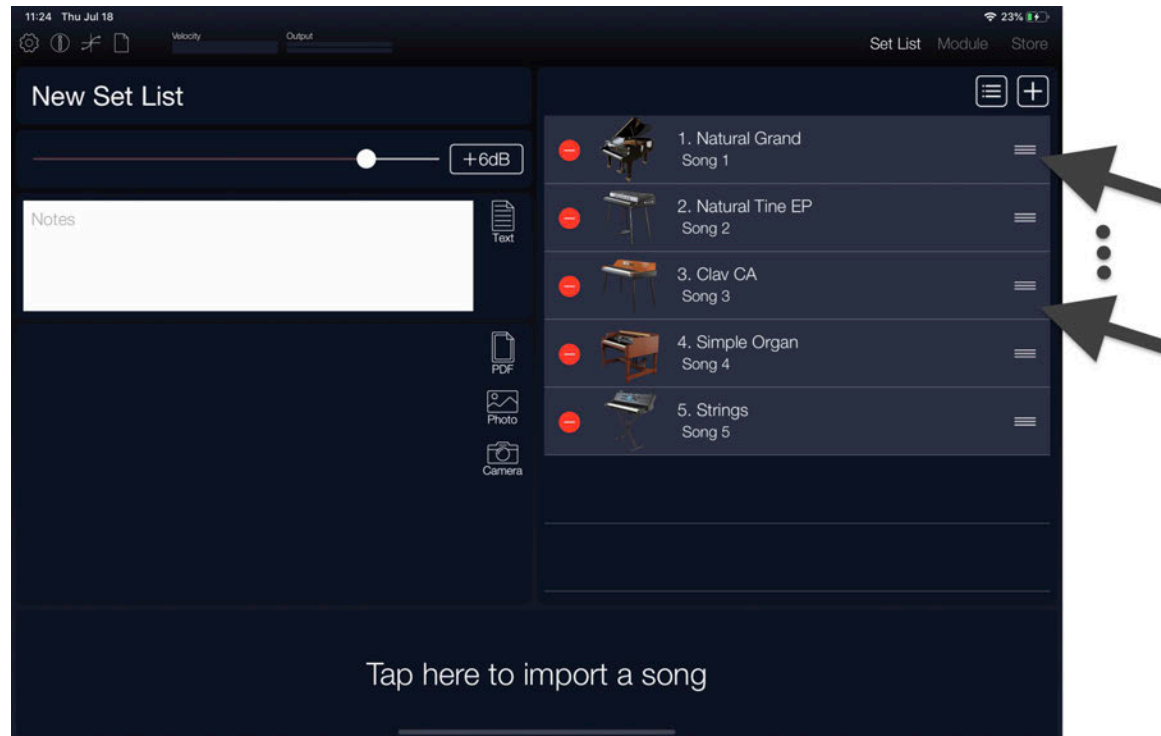 11:24 Thu Jul 18
23%
Velocity
Output
Set List Module Store
New Set List
+6dB
Notes
Text
PDF
Photo
Camera
1. Natural Grand
Song 1
2. Natural Tine EP
Song 2
3. Clav CA
Song 3
4. Simple Organ
Song 4
5. Strings
Song 5
Tap here to import a song